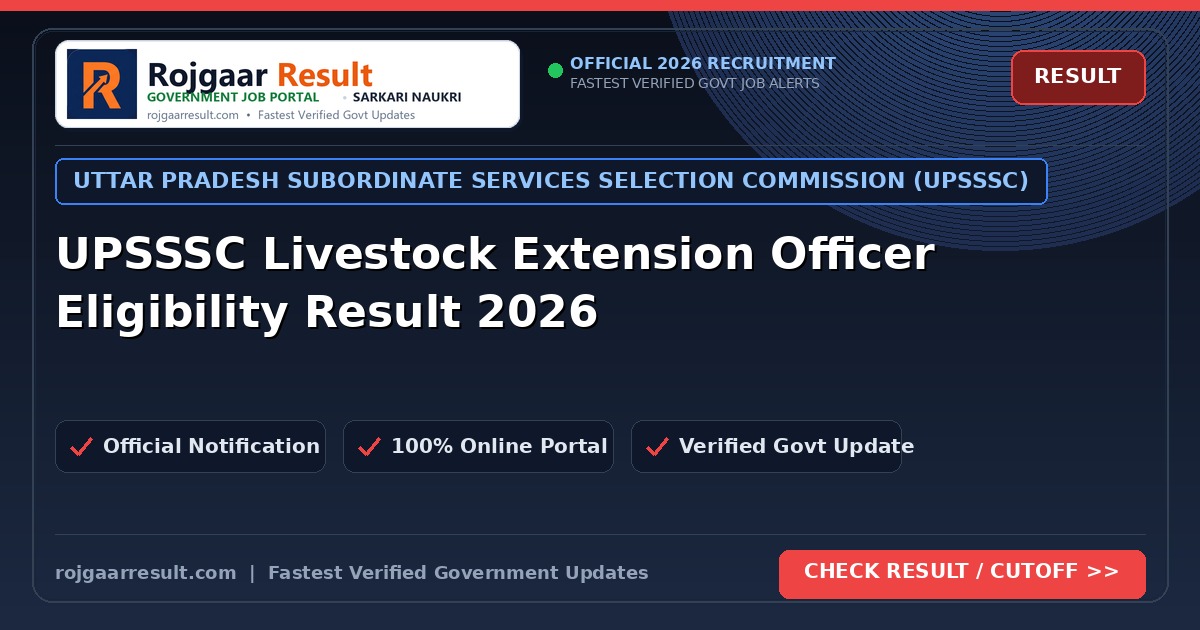 Rojgaar Result
GOVERNMENT JOB PORTAL • SARKARI NAUKRI
rojgaarresult.com • Fastest Verified Govt Updates
OFFICIAL 2026 RECRUITMENT
FASTEST VERIFIED GOVT JOB ALERTS
RESULT
UTTAR PRADESH SUBORDINATE SERVICES SELECTION COMMISSION (UPSSSC)
UPSSSC Livestock Extension Officer
Eligibility Result 2026
Official Notification
100% Online Portal
Verified Govt Update
rojgaarresult.com | Fastest Verified Government Updates
CHECK RESULT / CUTOFF >>